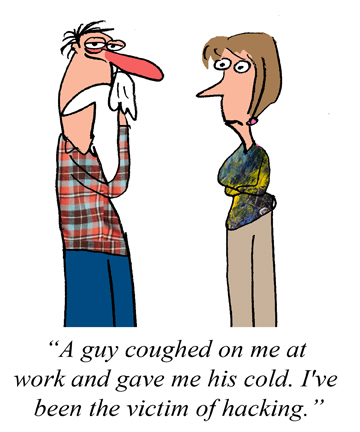 “A guy coughed on me at
work and gave me his cold. I've
been the victim of hacking.”